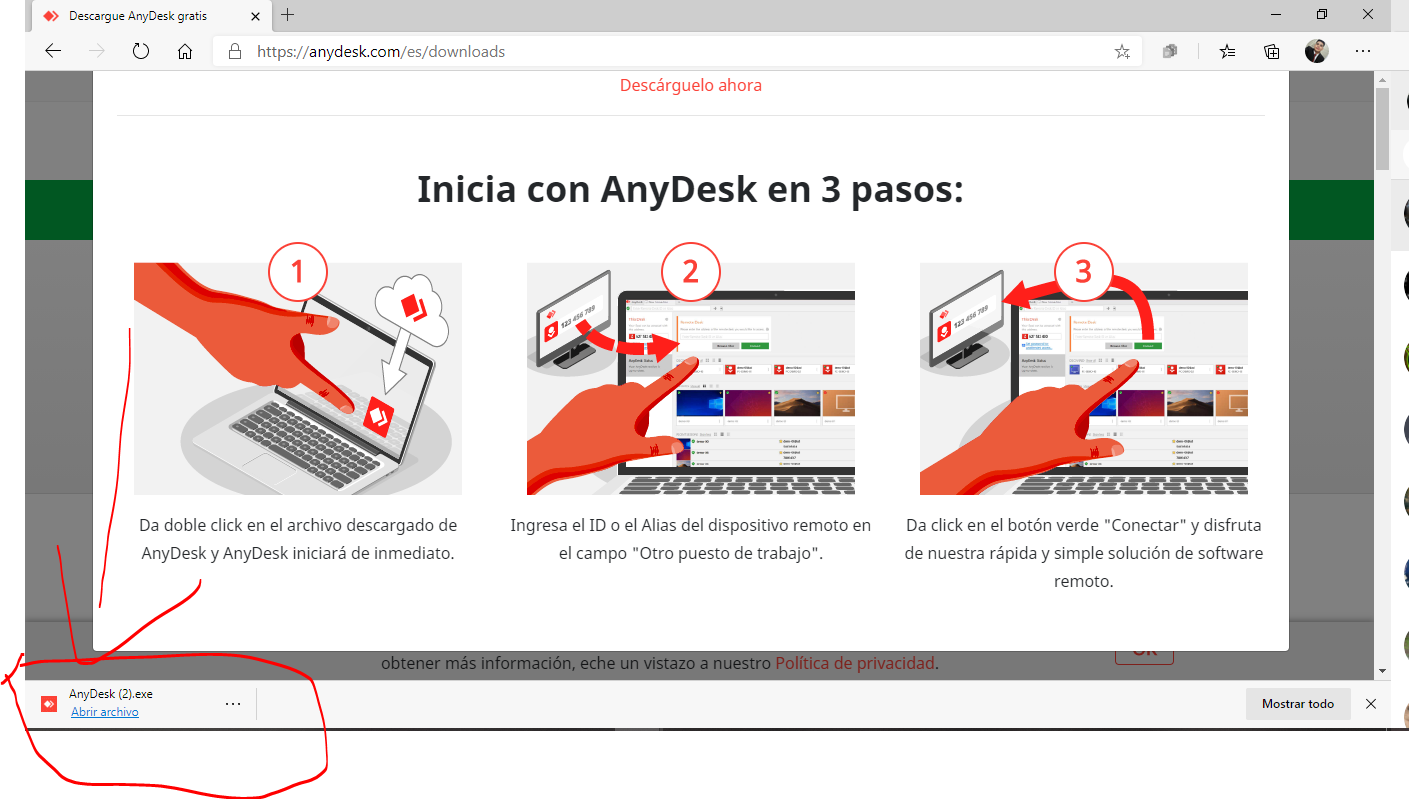 Descargue AnyDesk gratis
https://anydesk.com/es/downloads
Descárguelo ahora
Inicia con AnyDesk en 3 pasos:
1
2
3
123 456 789
123 456 789
Da doble click en el archivo descargado de
AnyDesk y AnyDesk iniciará de inmediato.
Ingresa el ID o el Alias del dispositivo remoto en
el campo "Otro puesto de trabajo".
Da click en el botón verde "Conectar" y disfruta
de nuestra rápida y simple solución de software
remoto.
obtener más información, eche un vistazo a nuestro Política de privacidad.
OK
AnyDesk (2).exe
Abrir archivo
Mostrar todo